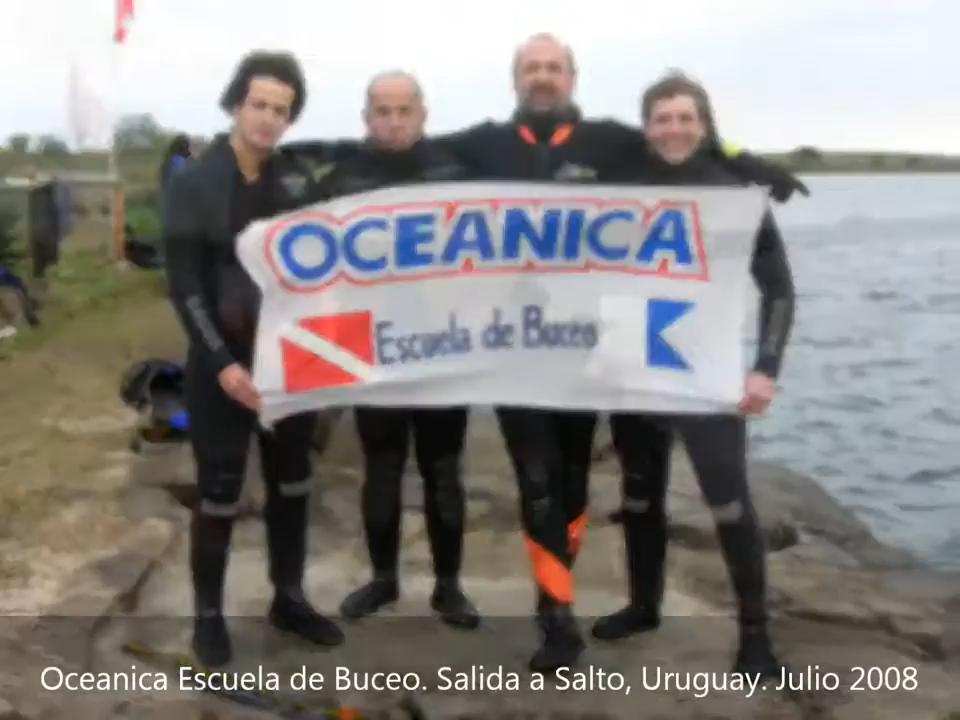 OCEANICA
Escuela de Buceo
Oceanica Escuela de Buceo. Salida a Salto, Uruguay. Julio 2008